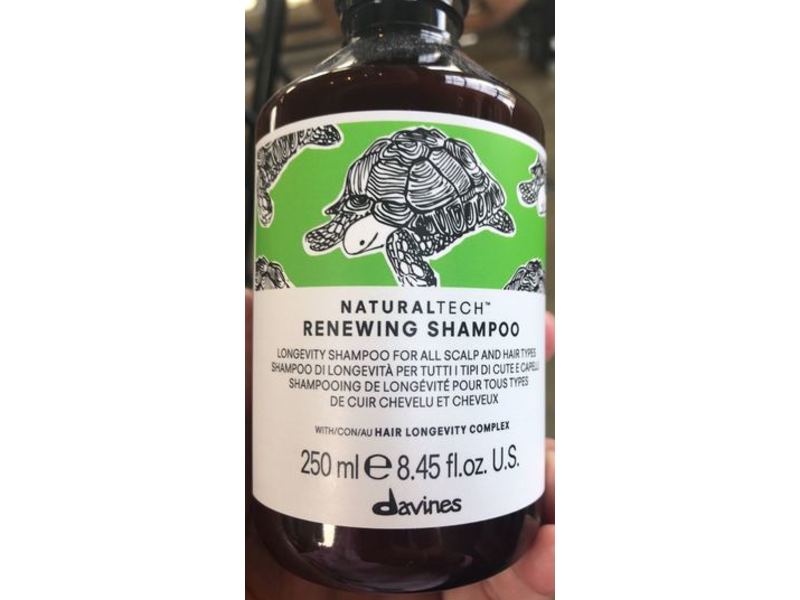 NATURALTECH™
RENEWING SHAMPOO
LONGEVITY SHAMPOO FOR ALL SCALP AND HAIR TYPES
SHAMPOO DI LONGEVITÀ PER TUTTI I TIPI DI CUTE E CAPELLI
SHAMPOOING DE LONGÉVITÉ POUR TOUS TYPES
DE CUIR CHEVELU ET CHEVEUX
WITH/CON/AU HAIR LONGEVITY COMPLEX
250 ml ℮ 8.45 fl.oz. U.S.
davines